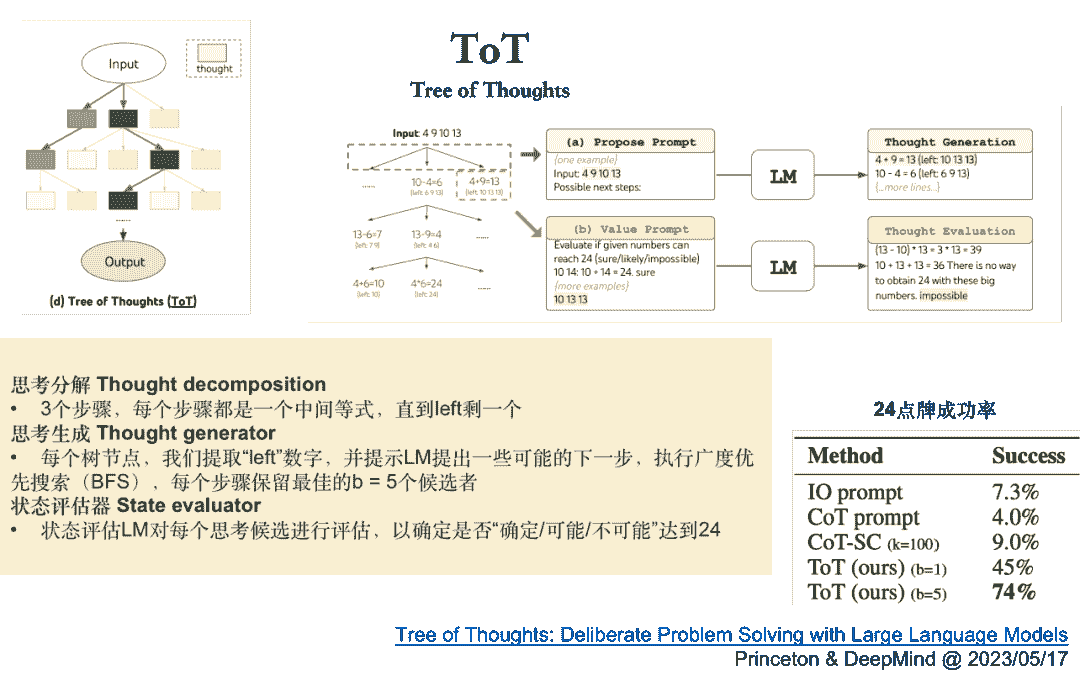 ToT
Tree of Thoughts
Input
thought
......
Output
(d) Tree of Thoughts (ToT)
Input: 4 9 10 13
......
10-4=6
(left: 6 9 13)
4+9=13
(left: 10 13 13)
13-6=7
(left: 7 9)
13-9=4
(left: 4 6)
......
4+6=10
(left: 10)
4*6=24
(left: 24)
......
(a) Propose Prompt
{one example}
Input: 4 9 10 13
Possible next steps:
LM
Thought Generation
4 + 9 = 13 (left: 10 13 13)
10 - 4 = 6 (left: 6 9 13)
{...more lines...}
(b) Value Prompt
Evaluate if given numbers can
reach 24 (sure/likely/impossible)
10 14: 10 + 14 = 24. sure
{more examples}
10 13 13
LM
Thought Evaluation
(13 - 10) * 13 = 3 * 13 = 39
10 + 13 + 13 = 36 There is no way
to obtain 24 with these big
numbers. impossible
思考分解 Thought decomposition
• 3个步骤，每个步骤都是一个中间等式，直到left剩一个
思考生成 Thought generator
• 每个树节点，我们提取“left”数字，并提示LM提出一些可能的下一步，执行广度优
先搜索（BFS），每个步骤保留最佳的b = 5个候选者
状态评估器 State evaluator
• 状态评估LM对每个思考候选进行评估，以确定是否“确定/可能/不可能”达到24
24点牌成功率
Method Success
IO prompt 7.3%
CoT prompt 4.0%
CoT-SC (k=100) 9.0%
ToT (ours) (b=1) 45%
ToT (ours) (b=5) 74%
Tree of Thoughts: Deliberate Problem Solving with Large Language Models
Princeton & DeepMind @ 2023/05/17